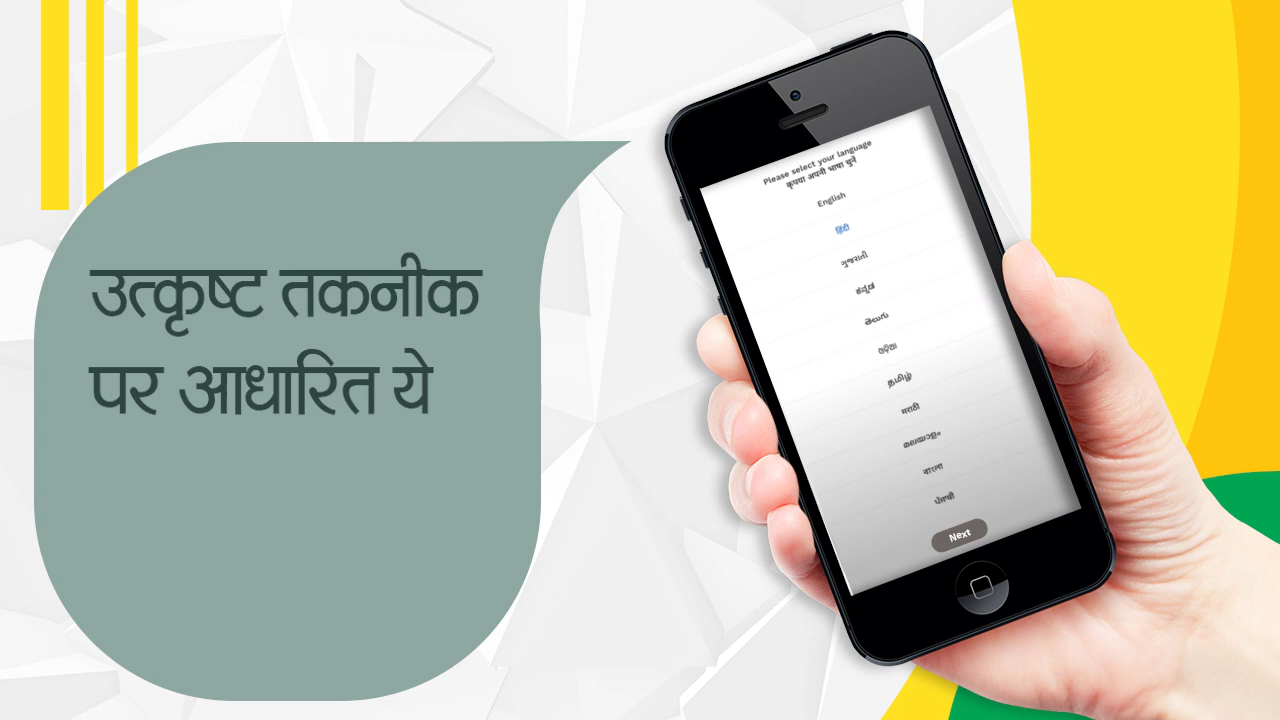 उत्कृष्ट तकनीक
पर आधारित ये
Please select your language
कृपया अपनी भाषा चुनें
English
हिंदी
ગુજરાતી
ಕನ್ನಡ
తెలుగు
ଓଡ଼ିଆ
தமிழ்
मराठी
മലയാളം
বাংলা
ਪੰਜਾਬੀ
Next